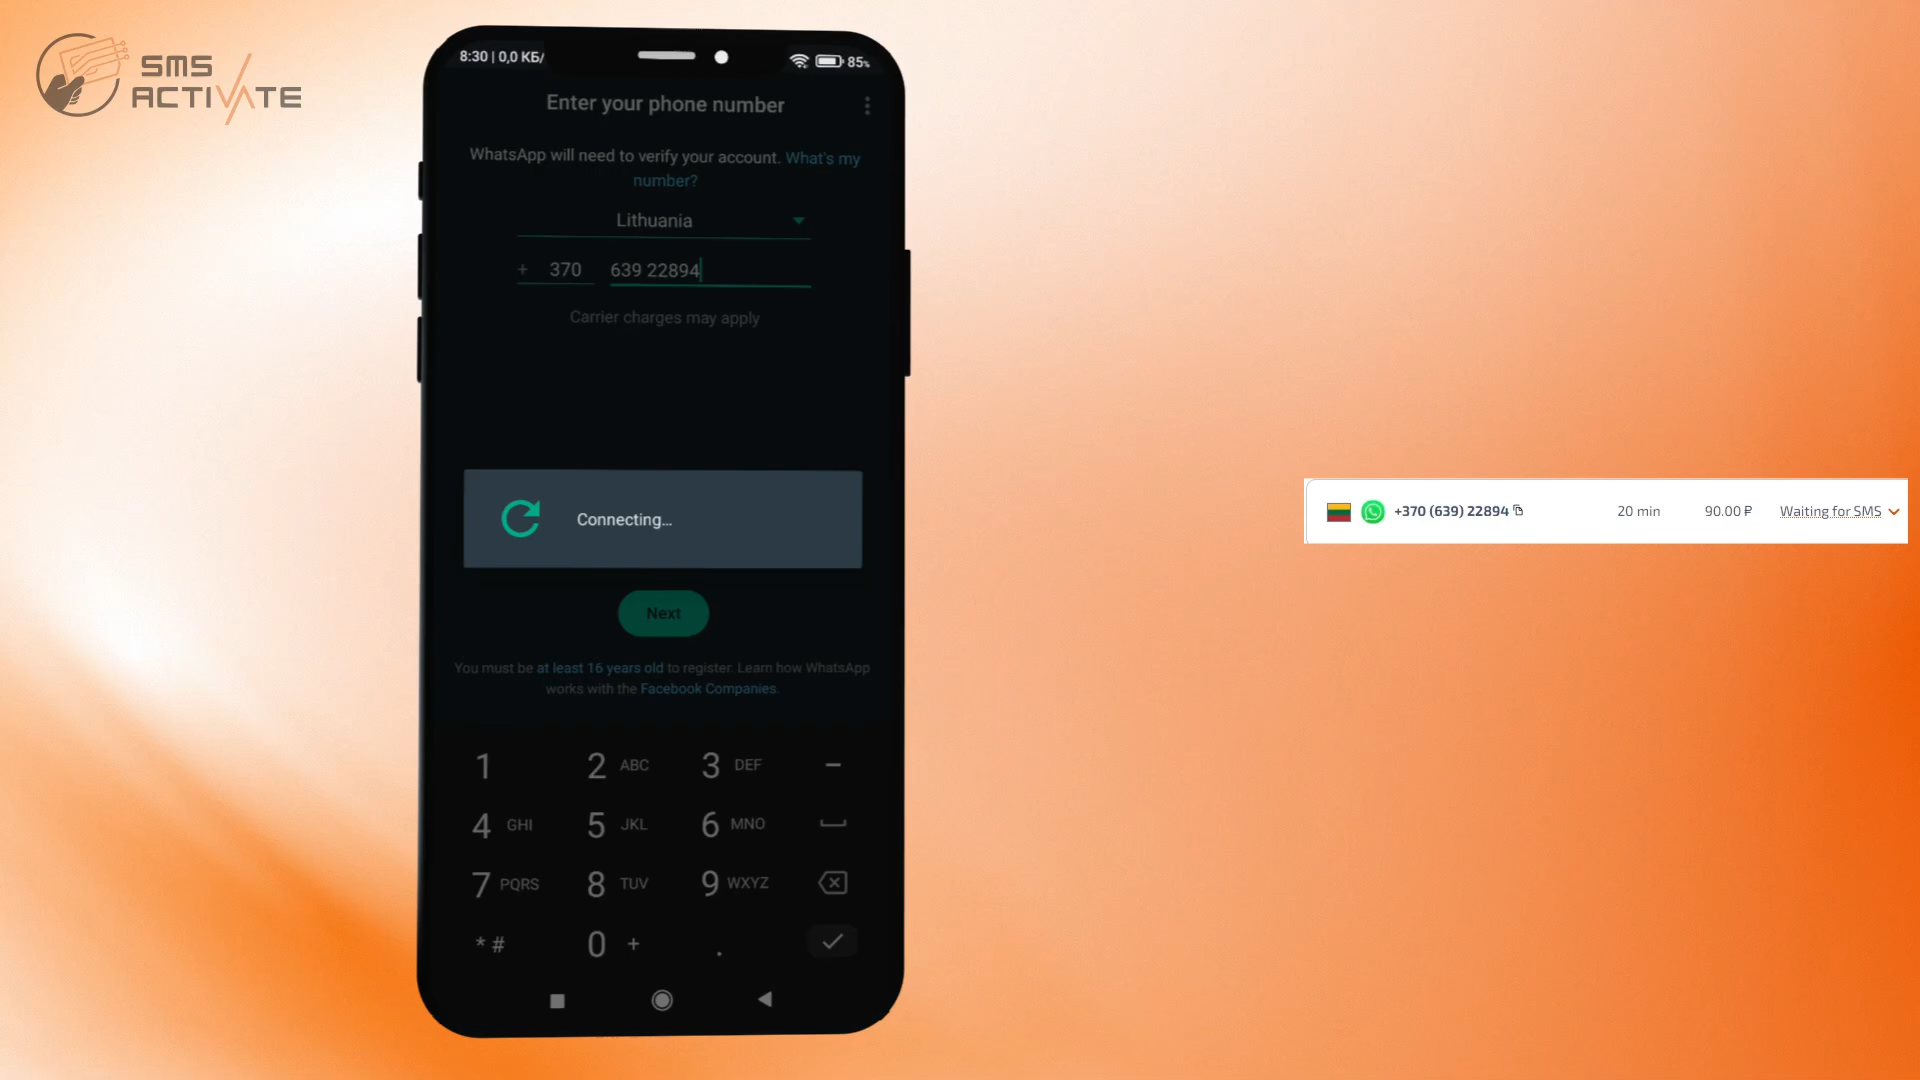 SMS
ACTIVATE
8:30 | 0,0 КБ/
85%
Enter your phone number
WhatsApp will need to verify your account. What's my
number?
Lithuania
+ 370 639 22894
Carrier charges may apply
Connecting...
Next
You must be at least 16 years old to register. Learn how WhatsApp
works with the Facebook Companies.
1 2 ABC 3 DEF –
4 GHI 5 JKL 6 MNO
7 PQRS 8 TUV 9 WXYZ
* # 0 + .
+370 (639) 22894 20 min 90.00 ₽ Waiting for SMS